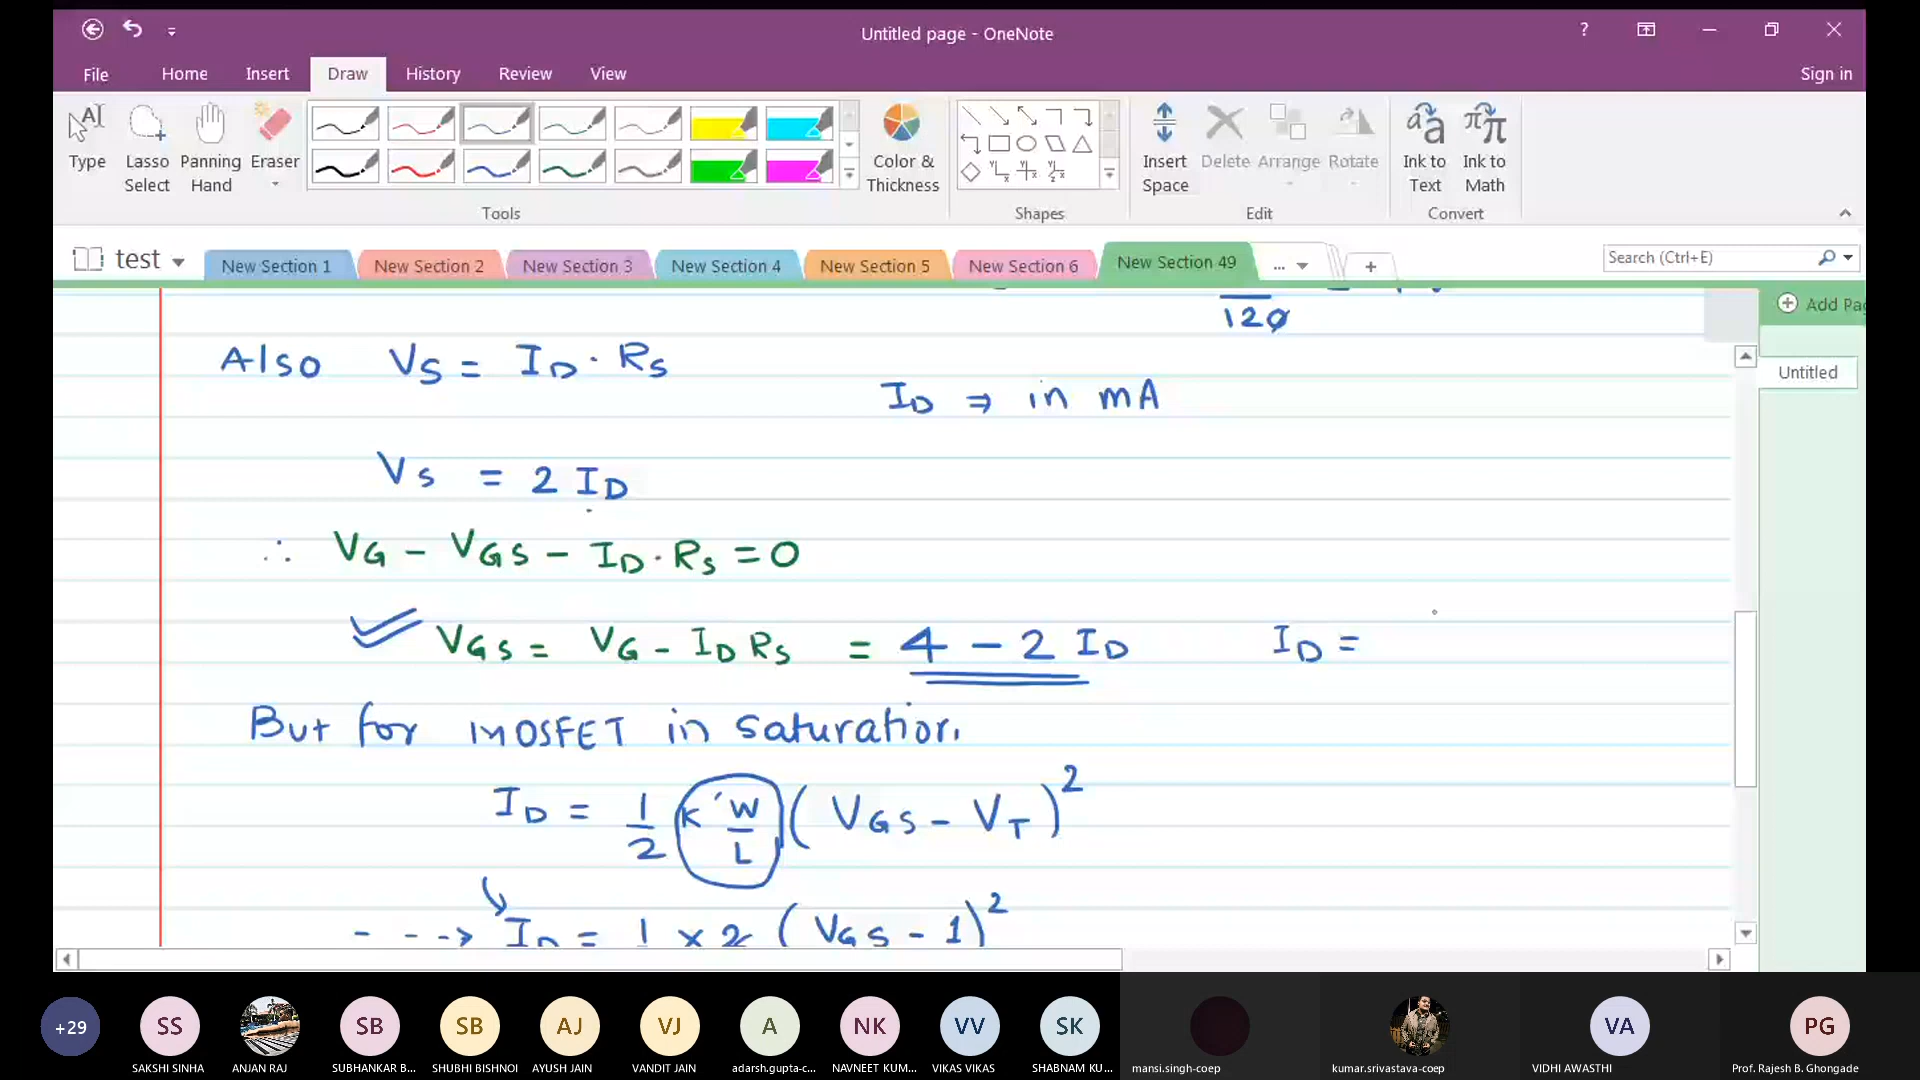 Untitled page - OneNote
?
File Home Insert Draw History Review View
Sign in
Type
Lasso Select
Panning Hand
Eraser
Color & Thickness
Insert Space
Delete
Arrange
Rotate
Ink to Text
Ink to Math
Tools
Shapes
Edit
Convert
test
New Section 1
New Section 2
New Section 3
New Section 4
New Section 5
New Section 6
New Section 49
...
Search (Ctrl+E)
Add Pag
Untitled
120
Also VS = ID · RS
ID ⇒ in mA
VS = 2 ID
∴ VG - VGS - ID · RS = 0
VGS = VG - ID RS = 4 - 2 ID
ID =
But for MOSFET in saturation.
ID = 1/2 K' W/L (VGS - VT)²
---> ID = 1 × 2 (VGS - 1)²
+29
SS
SB
SB
AJ
VJ
A
NK
VV
SK
VA
PG
SAKSHI SINHA
ANJAN RAJ
SUBHANKAR B...
SHUBHI BISHNOI
AYUSH JAIN
VANDIT JAIN
adarsh.gupta-c...
NAVNEET KUM...
VIKAS VIKAS
SHABNAM KU...
mansi.singh-coep
kumar.srivastava-coep
VIDHI AWASTHI
Prof. Rajesh B. Ghongade